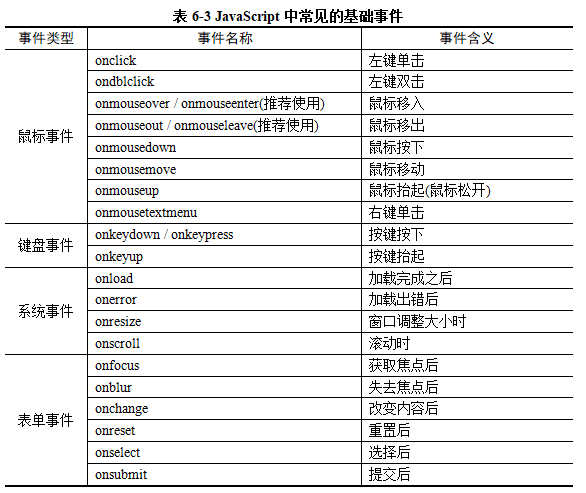 表 6-3 JavaScript 中常见的基础事件
事件类型 事件名称 事件含义
鼠标事件
onclick 左键单击
ondblclick 左键双击
onmouseover / onmouseenter(推荐使用) 鼠标移入
onmouseout / onmouseleave(推荐使用) 鼠标移出
onmousedown 鼠标按下
onmousemove 鼠标移动
onmouseup 鼠标抬起(鼠标松开)
onmousetextmenu 右键单击
键盘事件
onkeydown / onkeypress 按键按下
onkeyup 按键抬起
系统事件
onload 加载完成之后
onerror 加载出错后
onresize 窗口调整大小时
onscroll 滚动时
表单事件
onfocus 获取焦点后
onblur 失去焦点后
onchange 改变内容后
onreset 重置后
onselect 选择后
onsubmit 提交后